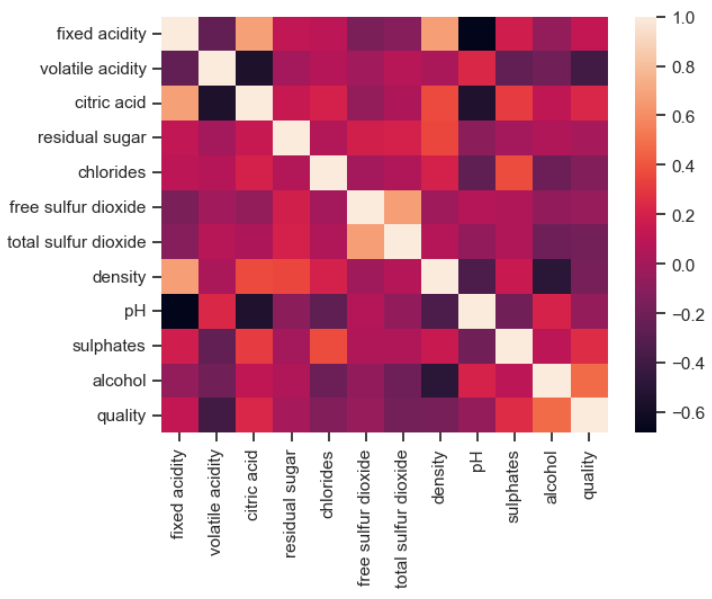 fixed acidity
volatile acidity
citric acid
residual sugar
chlorides
free sulfur dioxide
total sulfur dioxide
density
pH
sulphates
alcohol
quality
fixed acidity
volatile acidity
citric acid
residual sugar
chlorides
free sulfur dioxide
total sulfur dioxide
density
pH
sulphates
alcohol
quality
1.0
0.8
0.6
0.4
0.2
0.0
−0.2
−0.4
−0.6